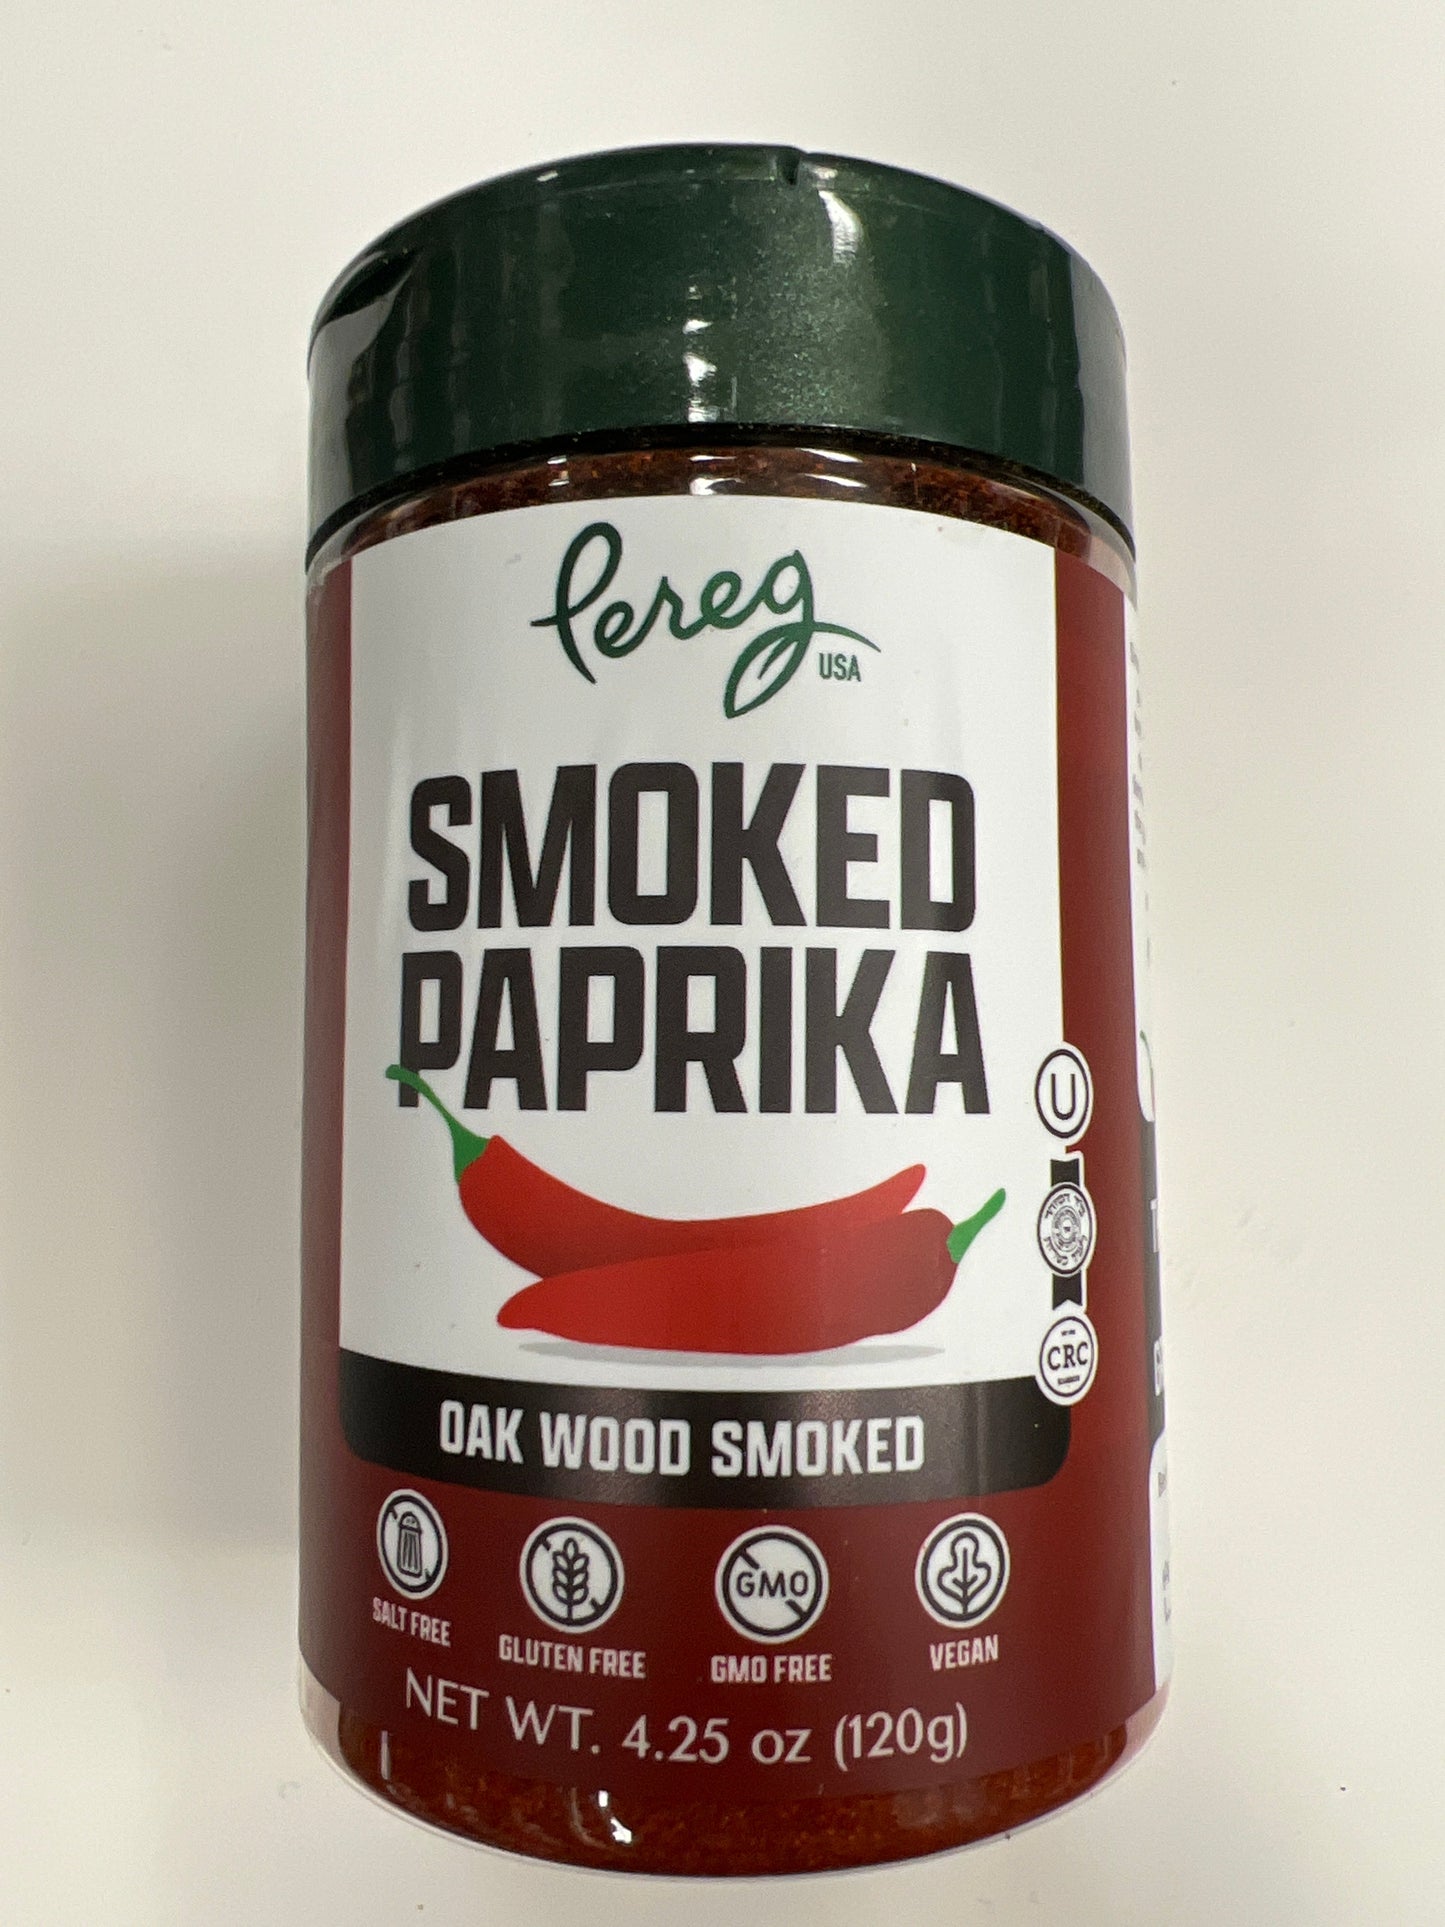 Pereg
USA
SMOKED
PAPRIKA
U
CRC
OAK WOOD SMOKED
GMO
SALT FREE
GLUTEN FREE
GMO FREE
VEGAN
NET WT. 4.25 oz (120g)